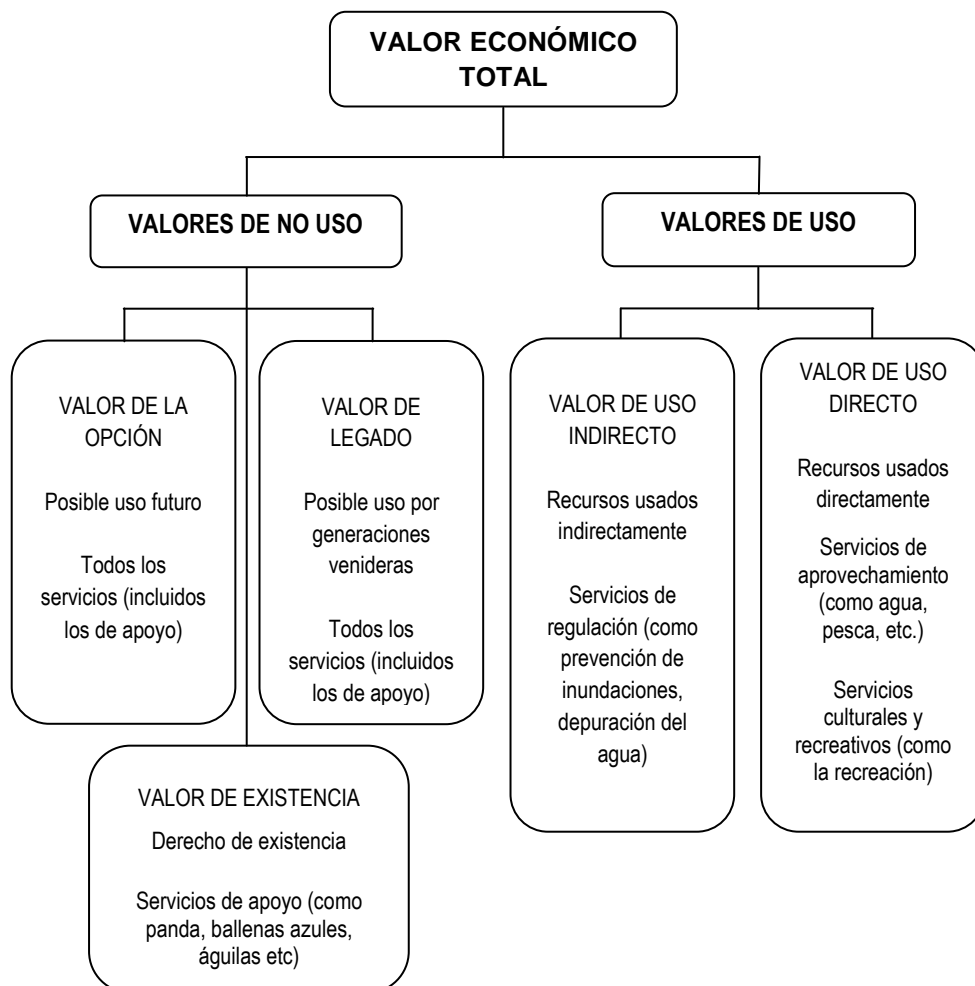 VALOR ECONÓMICO
TOTAL
VALORES DE NO USO
VALORES DE USO
VALOR DE LA
OPCIÓN
Posible uso futuro
Todos los
servicios (incluidos
los de apoyo)
VALOR DE
LEGADO
Posible uso por
generaciones
venideras
Todos los
servicios (incluidos
los de apoyo)
VALOR DE EXISTENCIA
Derecho de existencia
Servicios de apoyo (como
panda, ballenas azules,
águilas etc)
VALOR DE USO
INDIRECTO
Recursos usados
indirectamente
Servicios de
regulación (como
prevención de
inundaciones,
depuración del
agua)
VALOR DE USO
DIRECTO
Recursos usados
directamente
Servicios de
aprovechamiento
(como agua,
pesca, etc.)
Servicios
culturales y
recreativos (como
la recreación)